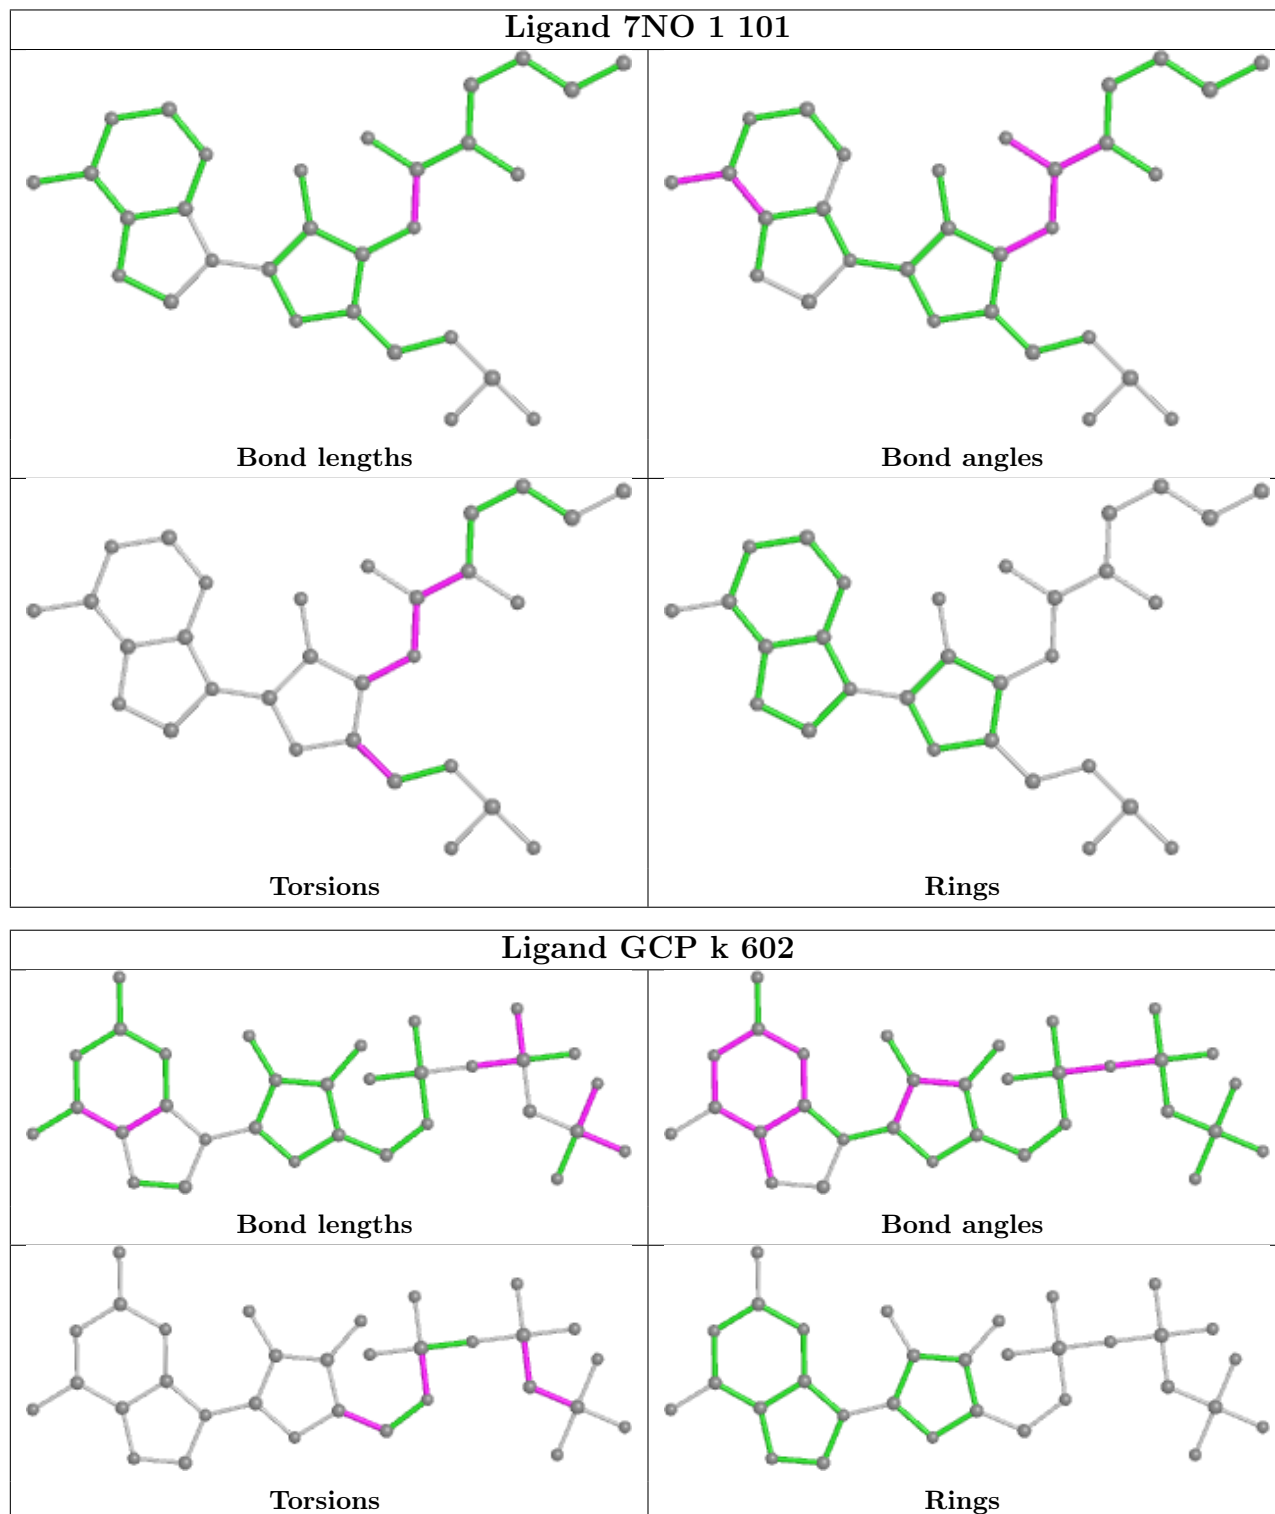 Ligand 7NO 1 101
Bond lengths
Bond angles
Torsions
Rings
Ligand GCP k 602
Bond lengths
Bond angles
Torsions
Rings